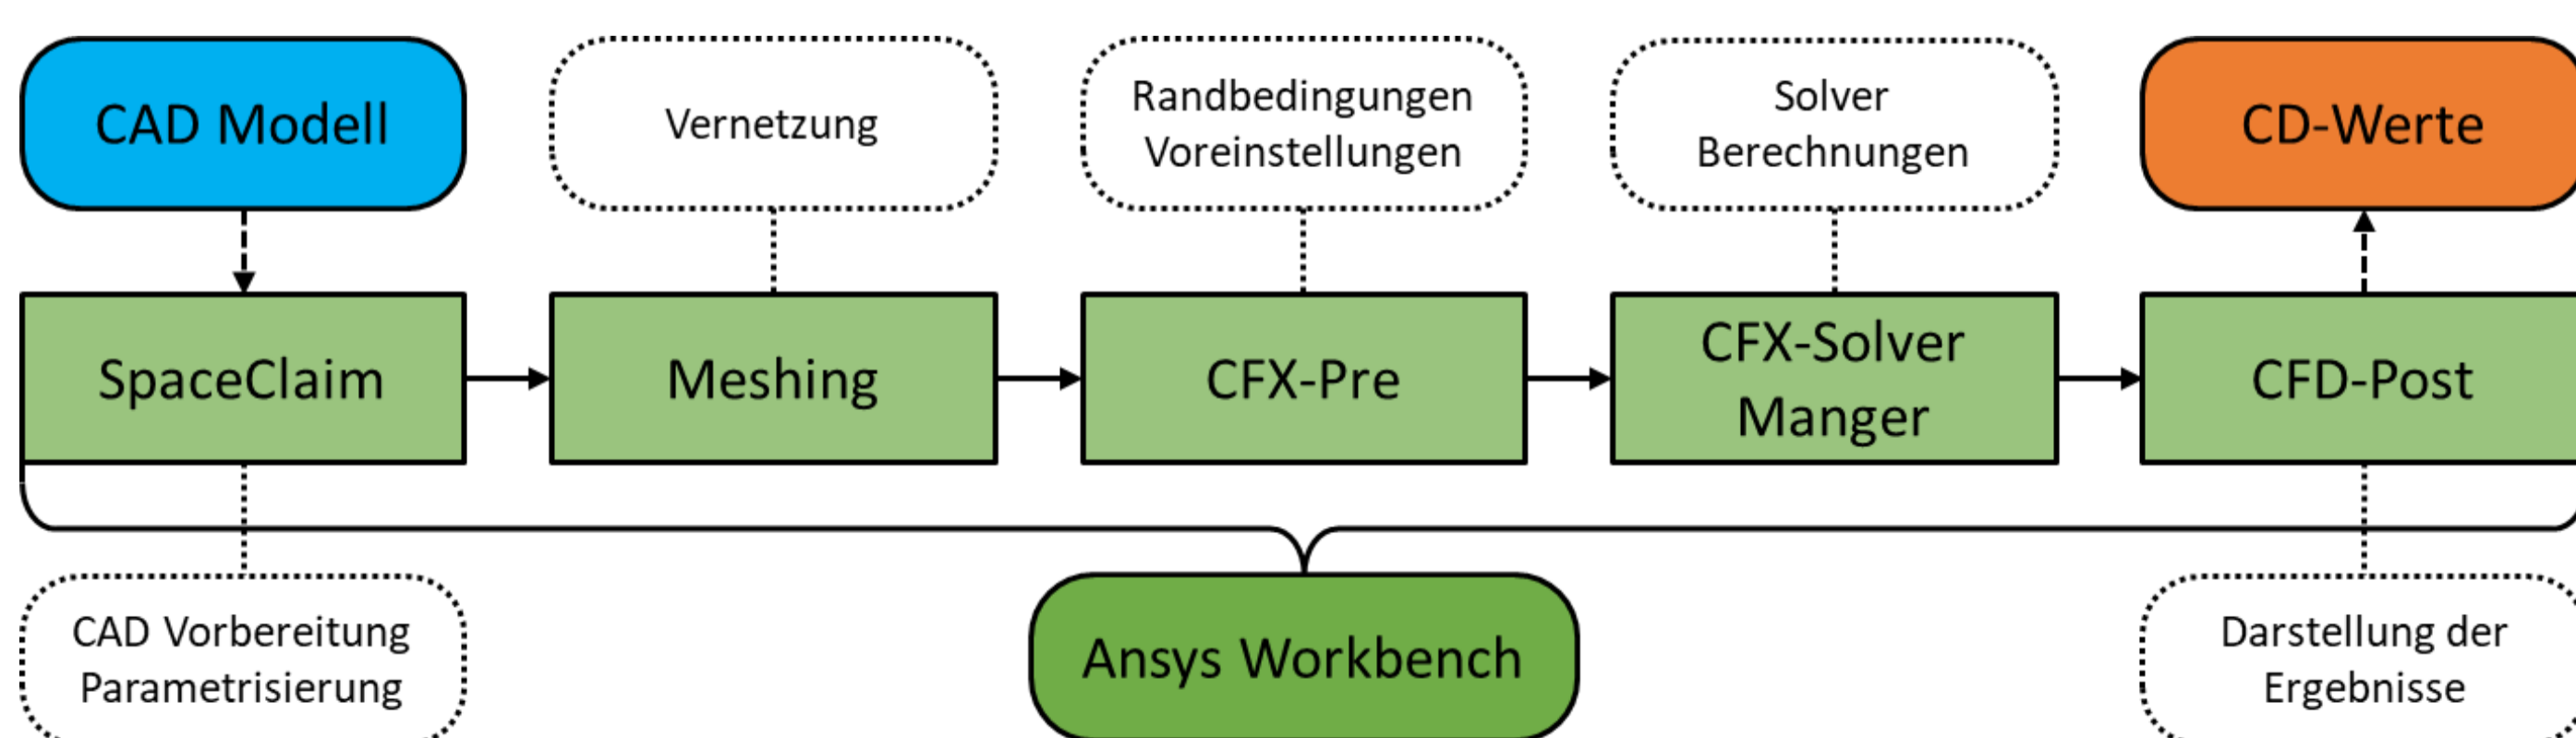 CAD Modell
Vernetzung
Randbedingungen
Voreinstellungen
Solver
Berechnungen
CD-Werte
SpaceClaim
Meshing
CFX-Pre
CFX-Solver
Manger
CFD-Post
CAD Vorbereitung
Parametrisierung
Ansys Workbench
Darstellung der
Ergebnisse